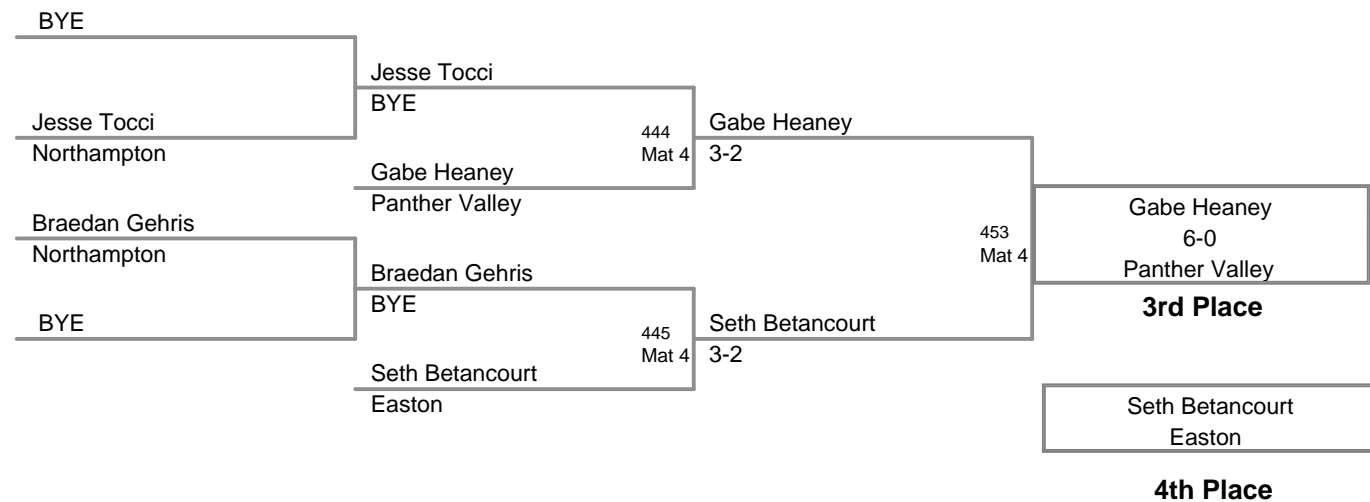 BYE
Jesse Tocci
BYE
Jesse Tocci
Northampton
444
Mat 4
Gabe Heaney
3-2
Gabe Heaney
Panther Valley
Braedan Gehris
Northampton
453
Mat 4
Gabe Heaney
6-0
Panther Valley
3rd Place
Braedan Gehris
BYE
BYE
445
Mat 4
Seth Betancourt
3-2
Seth Betancourt
Easton
Seth Betancourt
Easton
4th Place